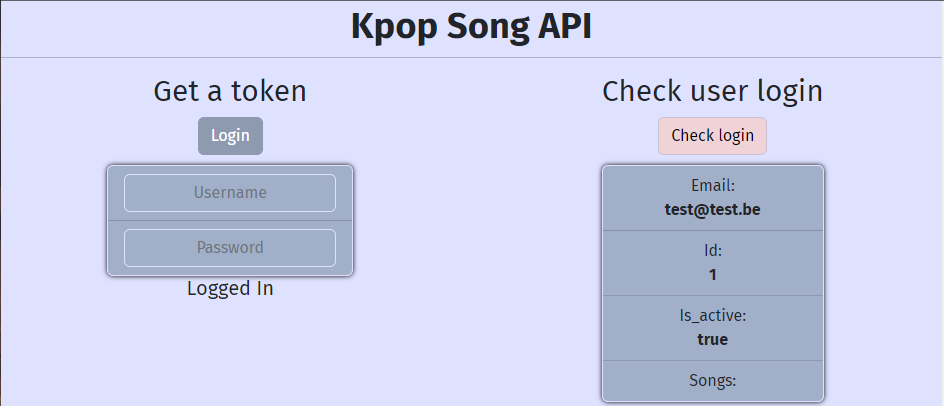 Kpop Song API
Get a token
Login
Username
Password
Logged In
Check user login
Check login
Email:
test@test.be
Id:
1
Is_active:
true
Songs: